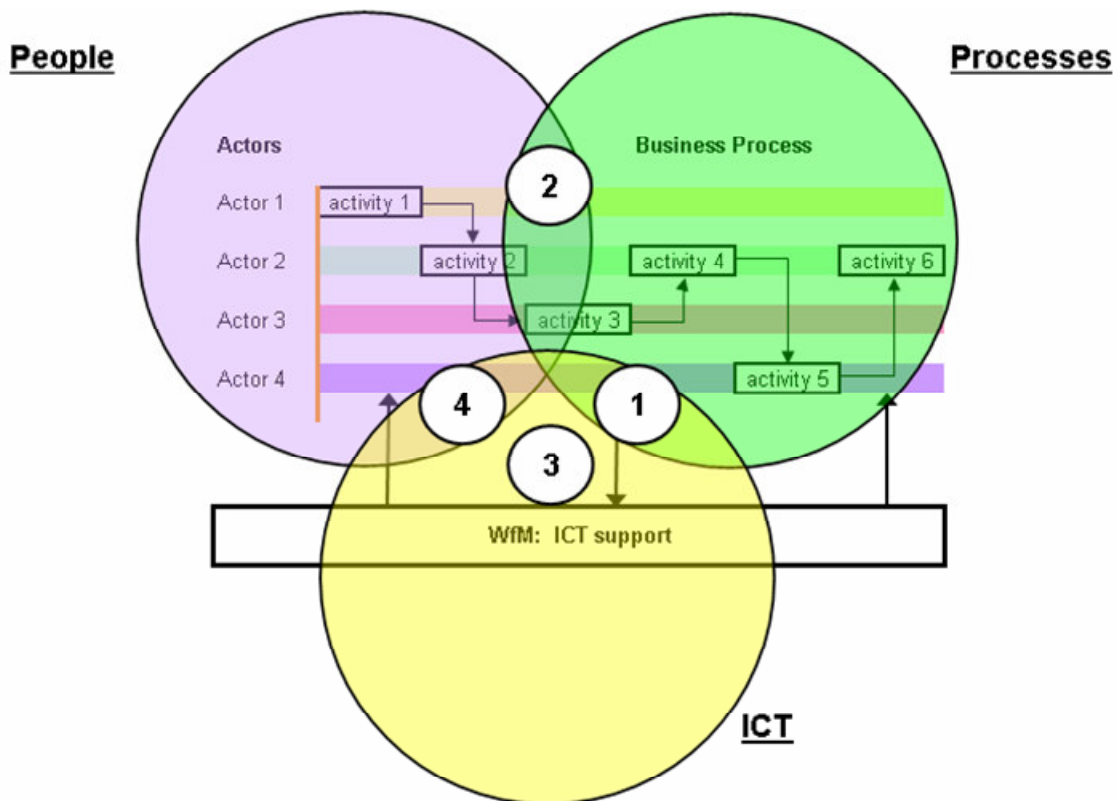 People
Processes
Actors
Business Process
2
Actor 1
activity 1
Actor 2
activity 2
activity 4
activity 6
Actor 3
activity 3
Actor 4
activity 5
4
1
3
WfM: ICT support
ICT